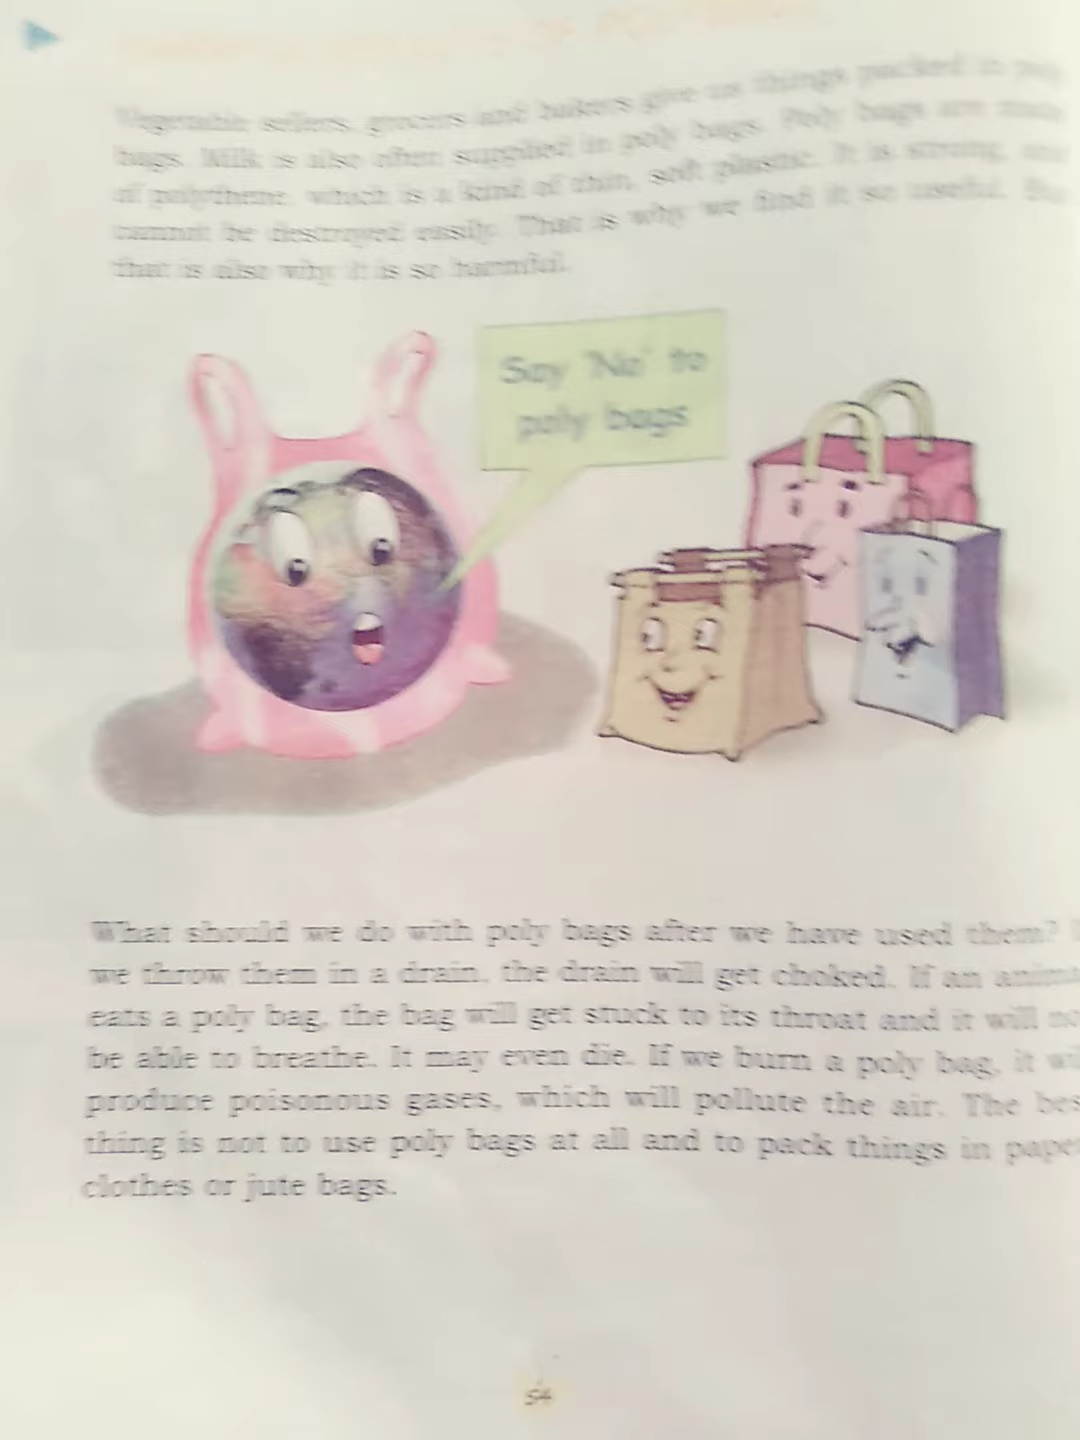 Vegetable sellers, grocers and bakers give us things packed in poly
bags. Milk is also often supplied in poly bags. Poly bags are made
of polythene, which is a kind of thin, soft plastic. It is strong, and
cannot be destroyed easily. That is why we find it so useful. But
that is also why it is so harmful.
Say 'No' to
poly bags
What should we do with poly bags after we have used them?
we throw them in a drain, the drain will get choked. If an anima
eats a poly bag, the bag will get stuck to its throat and it will no
be able to breathe. It may even die. If we burn a poly bag, it wil
produce poisonous gases, which will pollute the air. The bes
thing is not to use poly bags at all and to pack things in pape
clothes or jute bags.
54